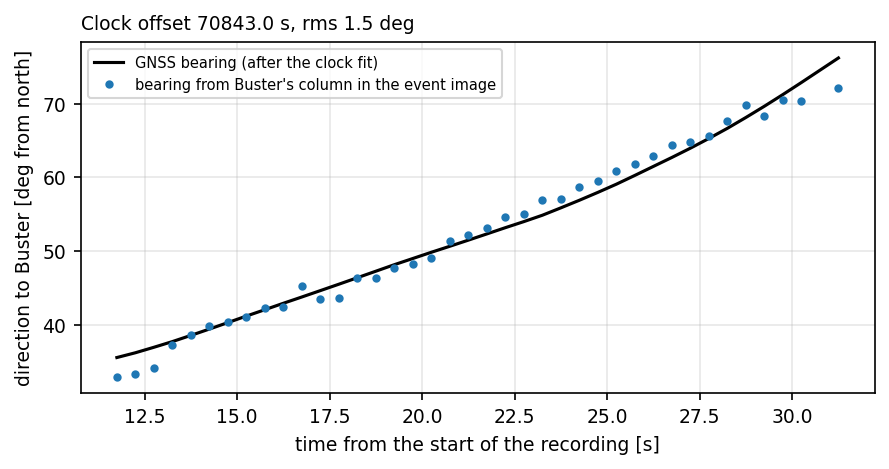 Clock offset 70843.0 s, rms 1.5 deg
GNSS bearing (after the clock fit)
bearing from Buster's column in the event image
direction to Buster [deg from north]
70
60
50
40
12.5 15.0 17.5 20.0 22.5 25.0 27.5 30.0
time from the start of the recording [s]